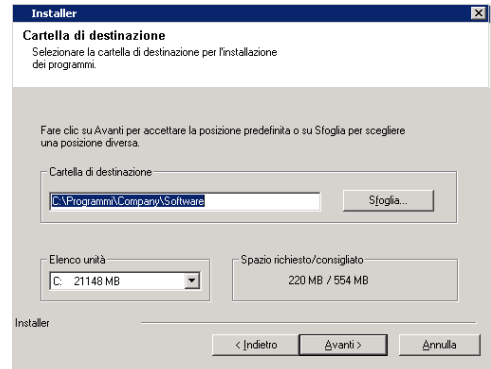 Installer
Cartella di destinazione
Selezionare la cartella di destinazione per l'installazione
dei programmi.
Fare clic su Avanti per accettare la posizione predefinita o su Sfoglia per scegliere
una posizione diversa.
Cartella di destinazione
C:\Programmi\Company\Software
Sfoglia...
Elenco unità
Spazio richiesto/consigliato
C: 21148 MB
220 MB / 554 MB
Installer
< Indietro
Avanti >
Annulla